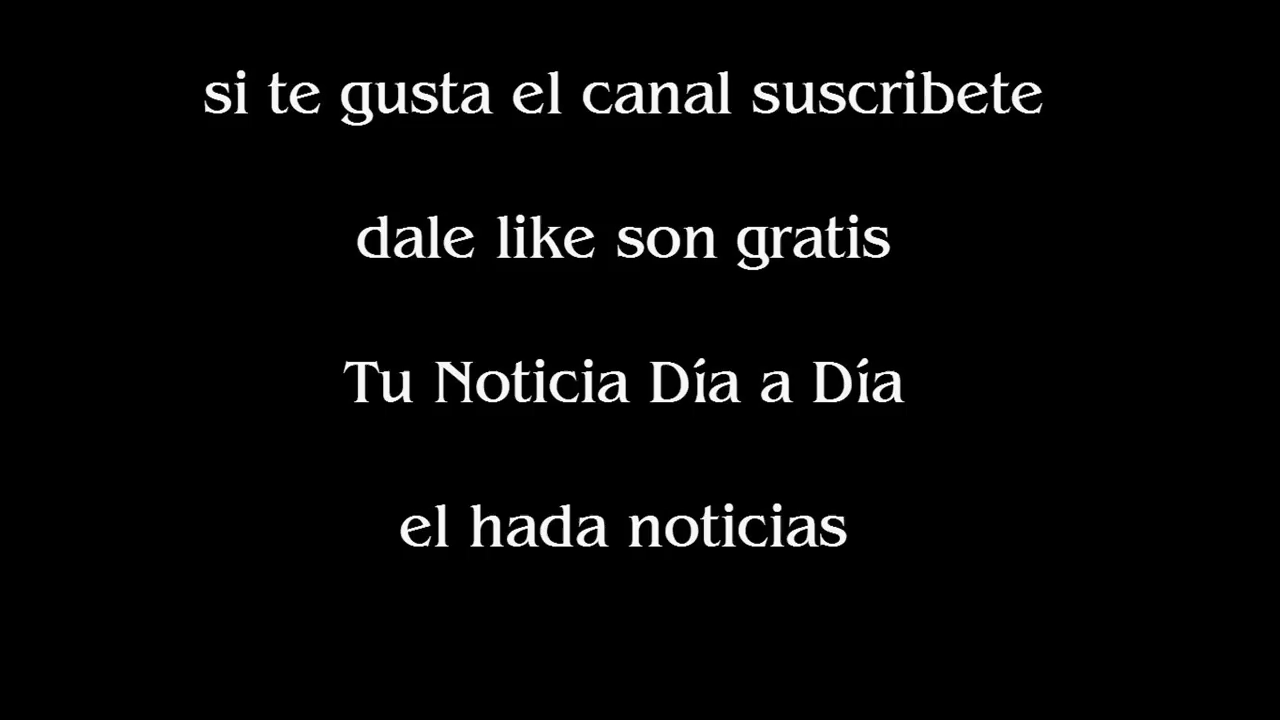 si te gusta el canal suscribete
dale like son gratis
Tu Noticia Día a Día
el hada noticias